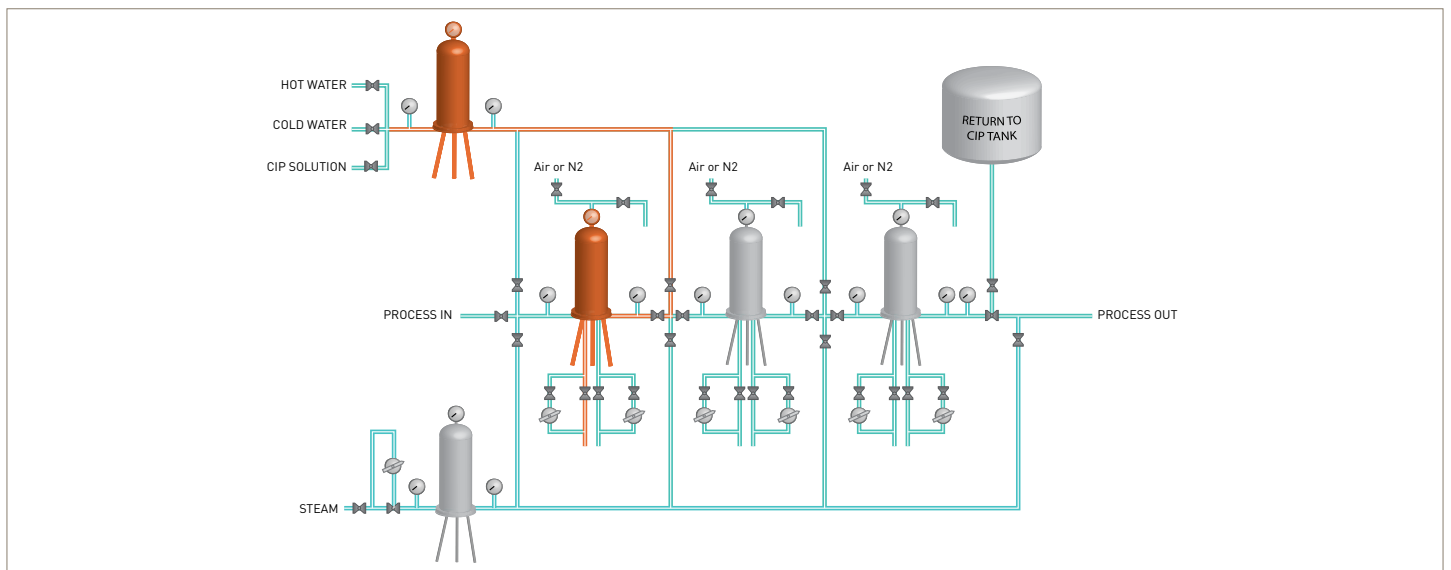 HOT WATER
COLD WATER
CIP SOLUTION
RETURN TO
CIP TANK
Air or N2
Air or N2
Air or N2
PROCESS IN
PROCESS OUT
STEAM